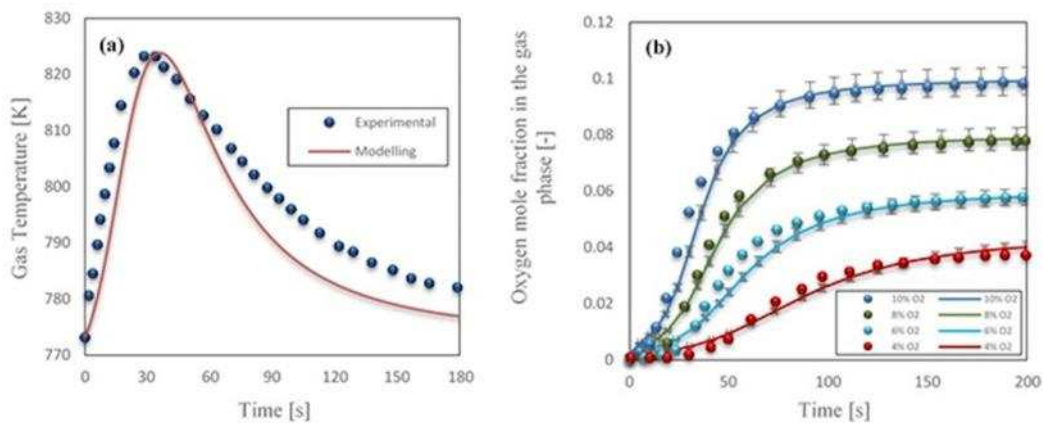 (a)
Gas Temperature [K]
830
820
810
800
790
780
770
0 30 60 90 120 150 180
Time [s]
Experimental
Modelling
(b)
Oxygen mole fraction in the gas
phase [-]
0.12
0.1
0.08
0.06
0.04
0.02
0
0 50 100 150 200
Time [s]
10% O2 10% O2
8% O2 8% O2
6% O2 6% O2
4% O2 4% O2